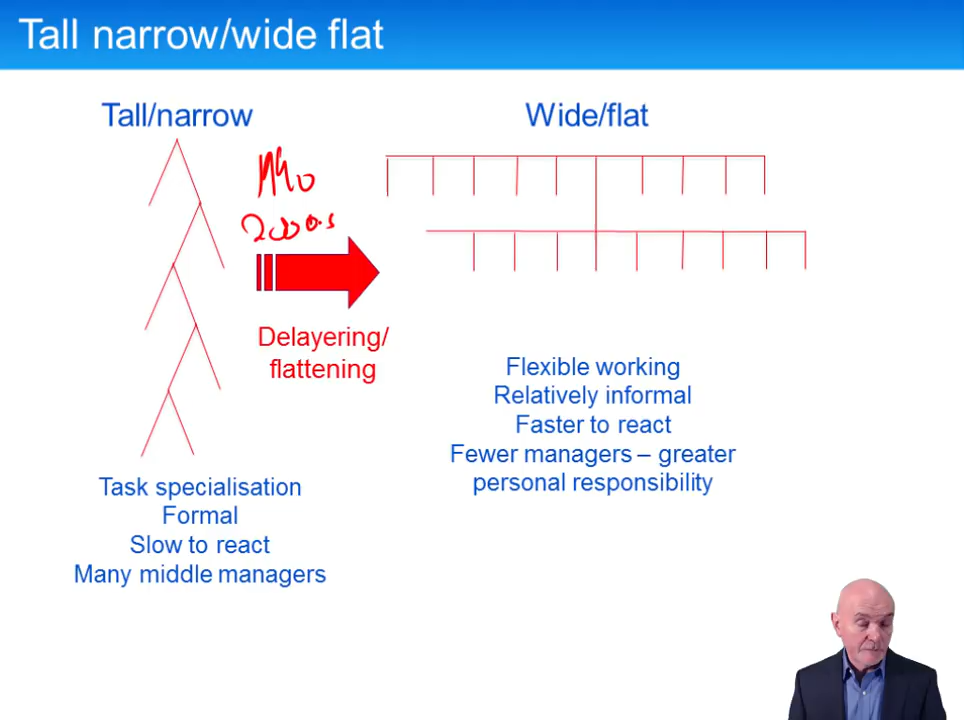 Tall narrow/wide flat
Tall/narrow
Wide/flat
2000s
Delayering/
flattening
Flexible working
Relatively informal
Faster to react
Fewer managers – greater
personal responsibility
Task specialisation
Formal
Slow to react
Many middle managers